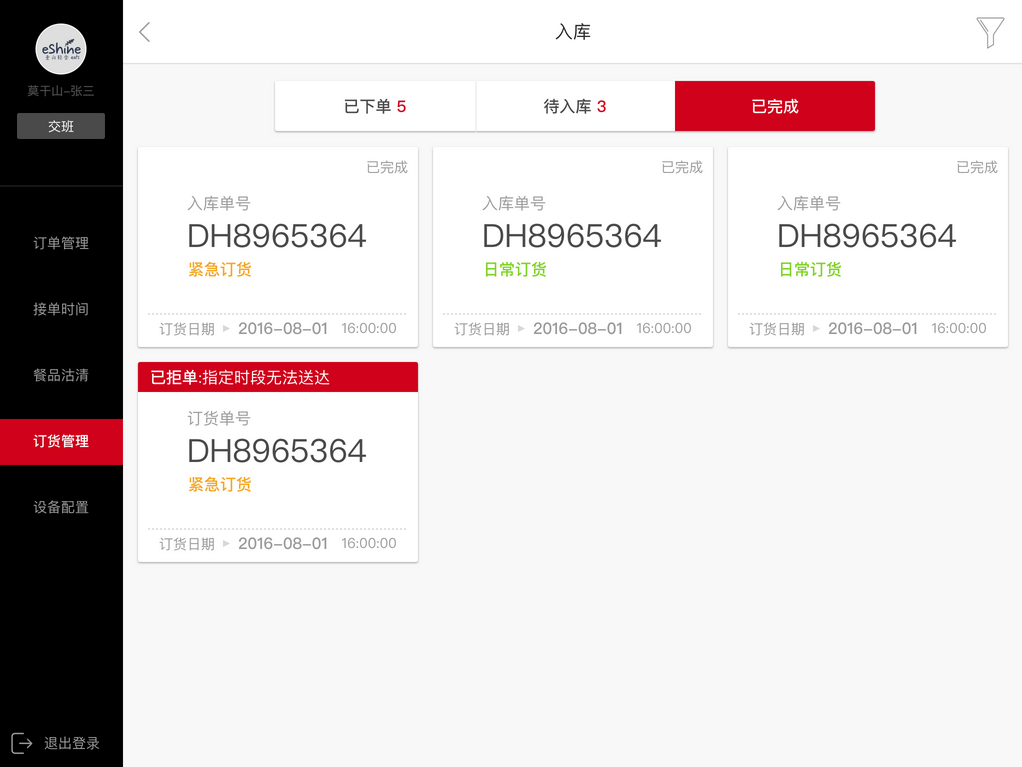 eShine
莫干山-张三
交班
订单管理
接单时间
餐品沽清
订货管理
设备配置
退出登录
入库
已下单 5
待入库 3
已完成
已完成
入库单号
DH8965364
紧急订货
订货日期 2016-08-01 16:00:00
已完成
入库单号
DH8965364
日常订货
订货日期 2016-08-01 16:00:00
已完成
入库单号
DH8965364
日常订货
订货日期 2016-08-01 16:00:00
已拒单:指定时段无法送达
订货单号
DH8965364
紧急订货
订货日期 2016-08-01 16:00:00